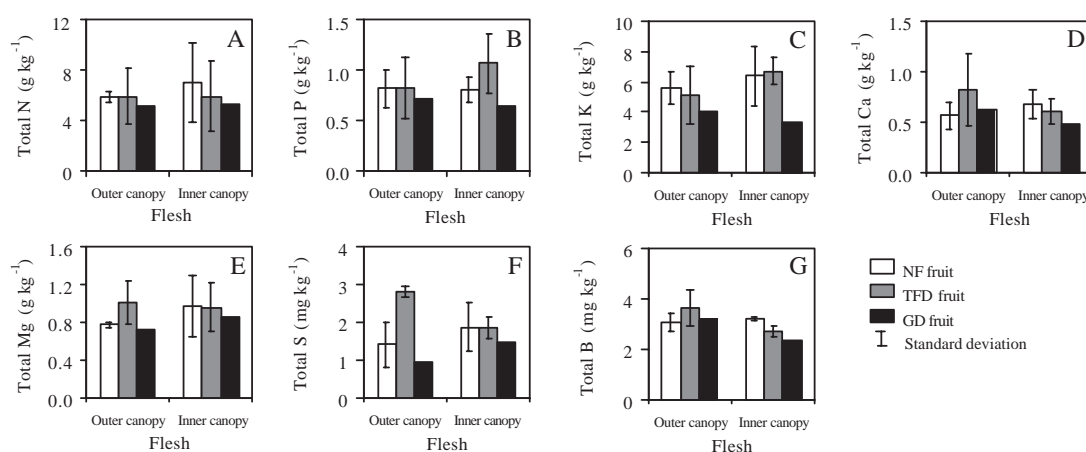 A
Total N (g kg⁻¹)
12
8
4
0
Outer canopy Inner canopy
Flesh
B
Total P (g kg⁻¹)
1.5
1.0
0.5
0.0
Outer canopy Inner canopy
Flesh
C
Total K (g kg⁻¹)
10
8
6
4
2
0
Outer canopy Inner canopy
Flesh
D
Total Ca (g kg⁻¹)
1.5
1.0
0.5
0.0
Outer canopy Inner canopy
Flesh
E
Total Mg (g kg⁻¹)
1.6
1.2
0.8
0.4
0.0
Outer canopy Inner canopy
Flesh
F
Total S (mg kg⁻¹)
4
3
2
1
0
Outer canopy Inner canopy
Flesh
G
Total B (mg kg⁻¹)
6
4
2
0
Outer canopy Inner canopy
Flesh
NF fruit
TFD fruit
GD fruit
Standard deviation